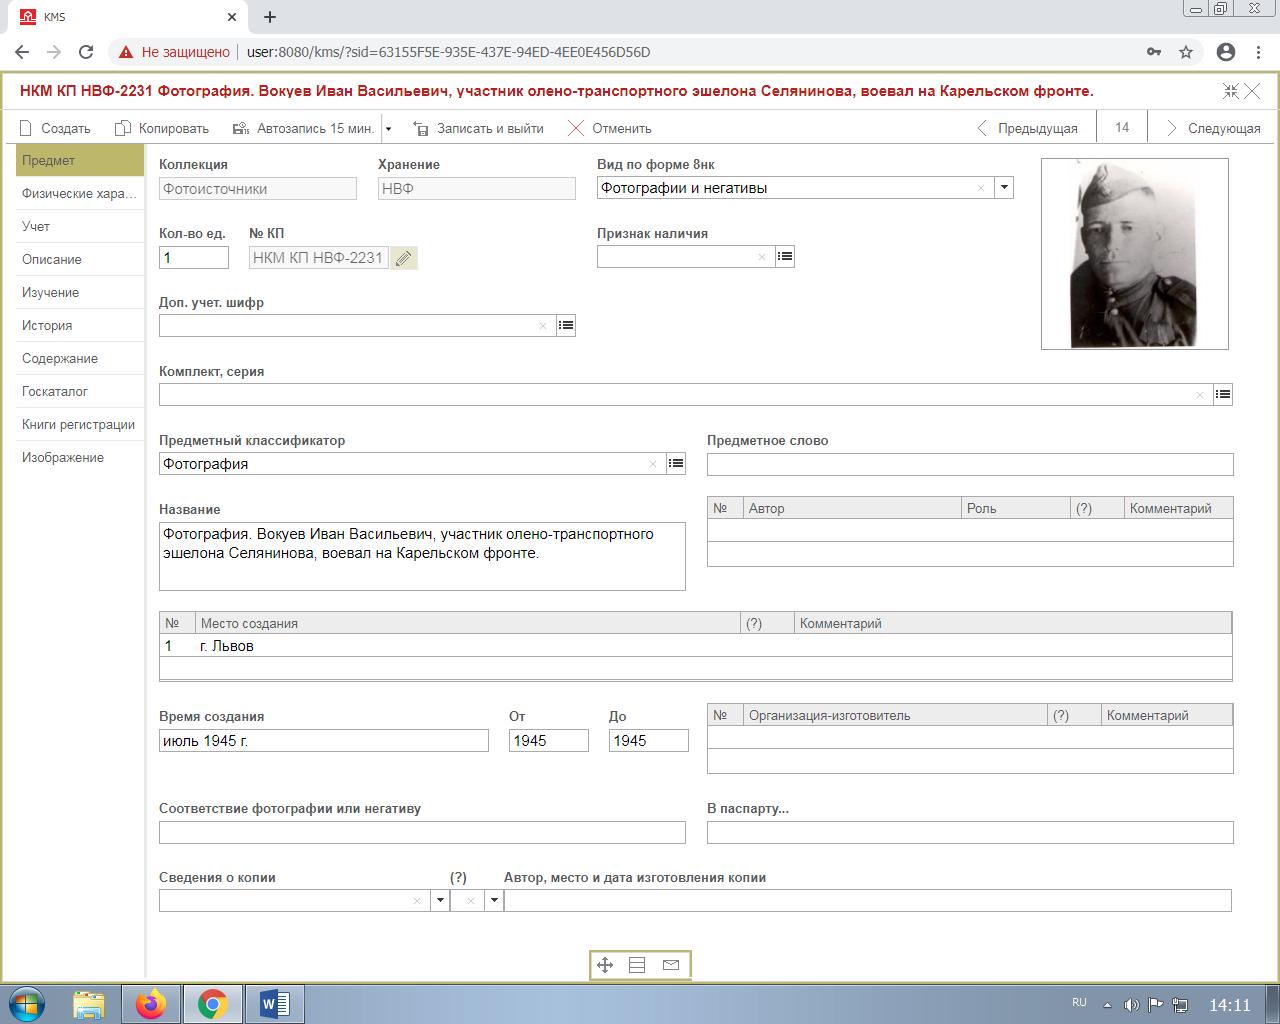 KMS
Не защищено
user:8080/kms/?sid=63155F5E-935E-437E-94ED-4EE0E456D56D
НКМ КП НВФ-2231 Фотография. Вокуев Иван Васильевич, участник олено-транспортного эшелона Селянинова, воевал на Карельском фронте.
Создать Копировать Автозапись 15 мин. Записать и выйти Отменить Предыдущая 14 Следующая
Предмет
Физические хара...
Учет
Описание
Изучение
История
Содержание
Госкаталог
Книги регистрации
Изображение
Коллекция Хранение Вид по форме 8нк
Фотоисточники НВФ Фотографии и негативы
Кол-во ед. № КП Признак наличия
1 НКМ КП НВФ-2231
Доп. учет. шифр
Комплект, серия
Предметный классификатор Предметное слово
Фотография
Название
№ Автор Роль (?) Комментарий
Фотография. Вокуев Иван Васильевич, участник олено-транспортного
эшелона Селянинова, воевал на Карельском фронте.
№ Место создания (?) Комментарий
1 г. Львов
Время создания От До
№ Организация-изготовитель (?) Комментарий
июль 1945 г. 1945 1945
Соответствие фотографии или негативу В паспарту...
Сведения о копии (?) Автор, место и дата изготовления копии
RU 14:11